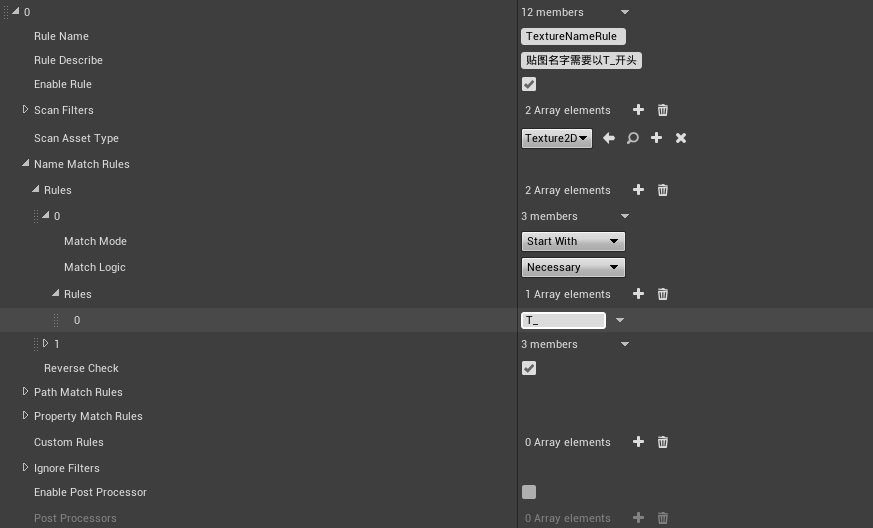 0 12 members
Rule Name TextureNameRule
Rule Describe 贴图名字需要以T_开头
Enable Rule
Scan Filters 2 Array elements
Scan Asset Type Texture2D
Name Match Rules
Rules 2 Array elements
0 3 members
Match Mode Start With
Match Logic Necessary
Rules 1 Array elements
0 T_
1 3 members
Reverse Check
Path Match Rules
Property Match Rules
Custom Rules 0 Array elements
Ignore Filters
Enable Post Processor
Post Processors 0 Array elements